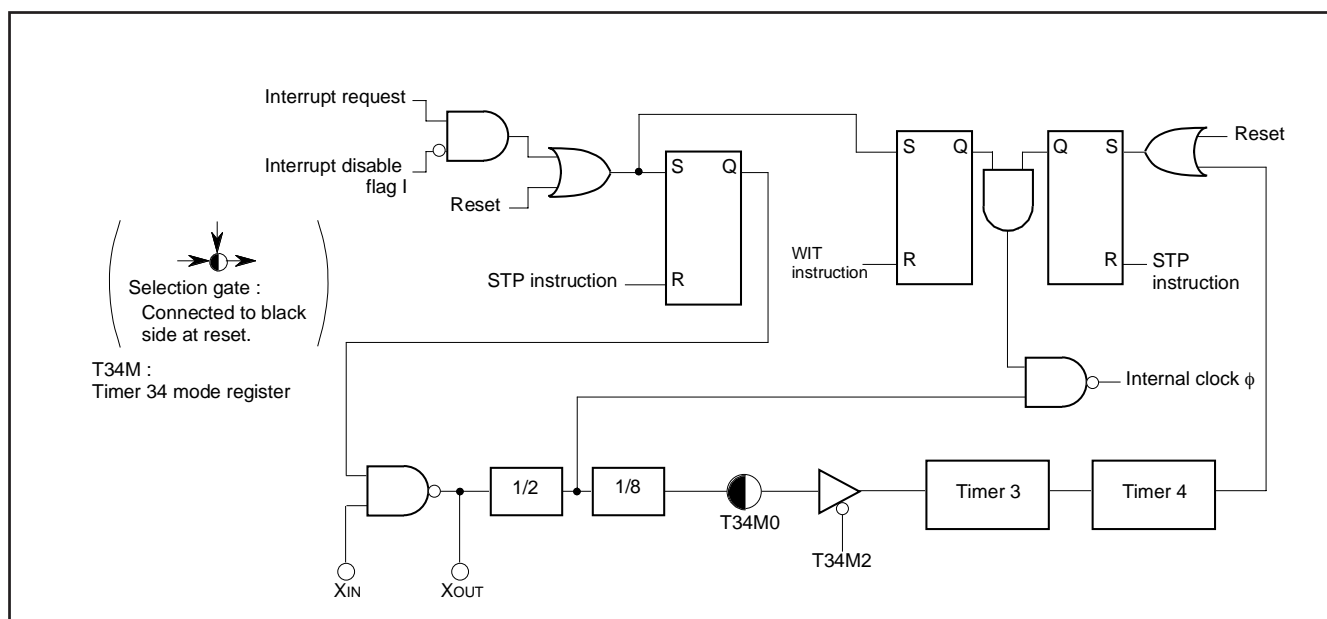 Interrupt request
Interrupt disable
flag I
Reset
S
Q
STP instruction
R
S
Q
WIT
instruction
R
Q
S
R
STP
instruction
Reset
Selection gate :
Connected to black
side at reset.
T34M :
Timer 34 mode register
Internal clock ϕ
1/2
1/8
T34M0
T34M2
Timer 3
Timer 4
XIN
XOUT